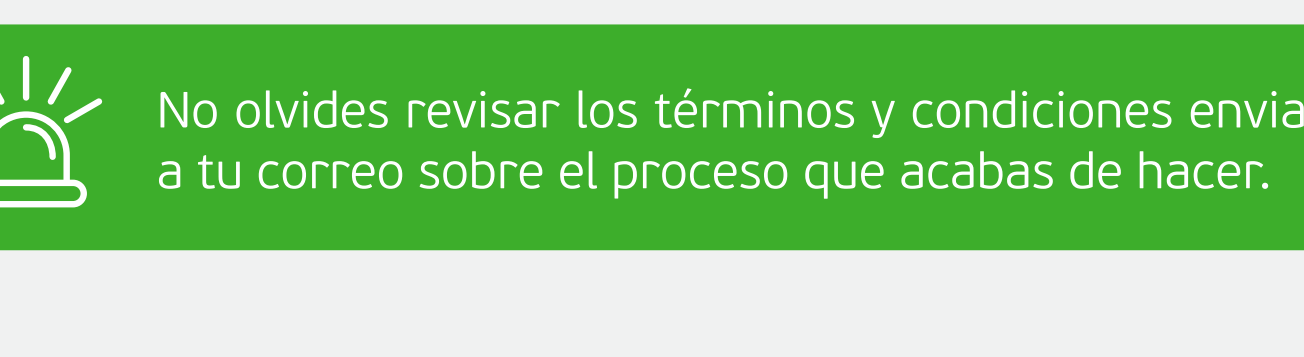 No olvides revisar los términos y condiciones envia
a tu correo sobre el proceso que acabas de hacer.